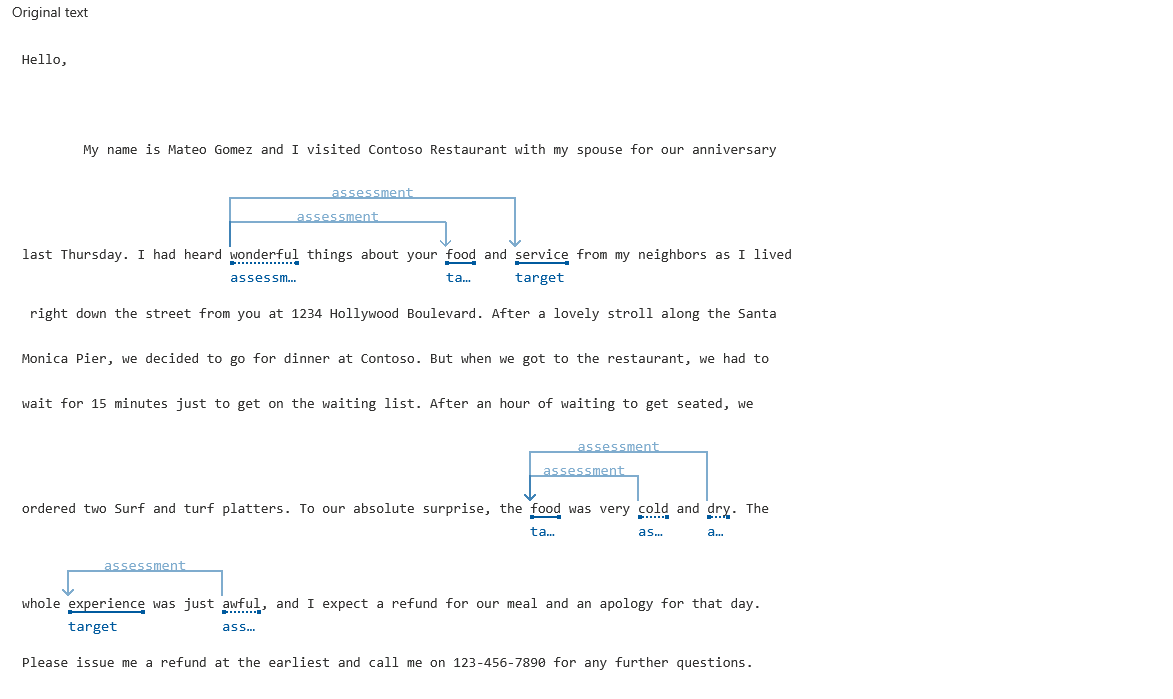 Original text
Hello,
My name is Mateo Gomez and I visited Contoso Restaurant with my spouse for our anniversary
assessment
assessment
last Thursday. I had heard wonderful things about your food and service from my neighbors as I lived
assessm… ta… target
right down the street from you at 1234 Hollywood Boulevard. After a lovely stroll along the Santa
Monica Pier, we decided to go for dinner at Contoso. But when we got to the restaurant, we had to
wait for 15 minutes just to get on the waiting list. After an hour of waiting to get seated, we
assessment
assessment
ordered two Surf and turf platters. To our absolute surprise, the food was very cold and dry. The
ta… as… a…
assessment
whole experience was just awful, and I expect a refund for our meal and an apology for that day.
target ass…
Please issue me a refund at the earliest and call me on 123-456-7890 for any further questions.